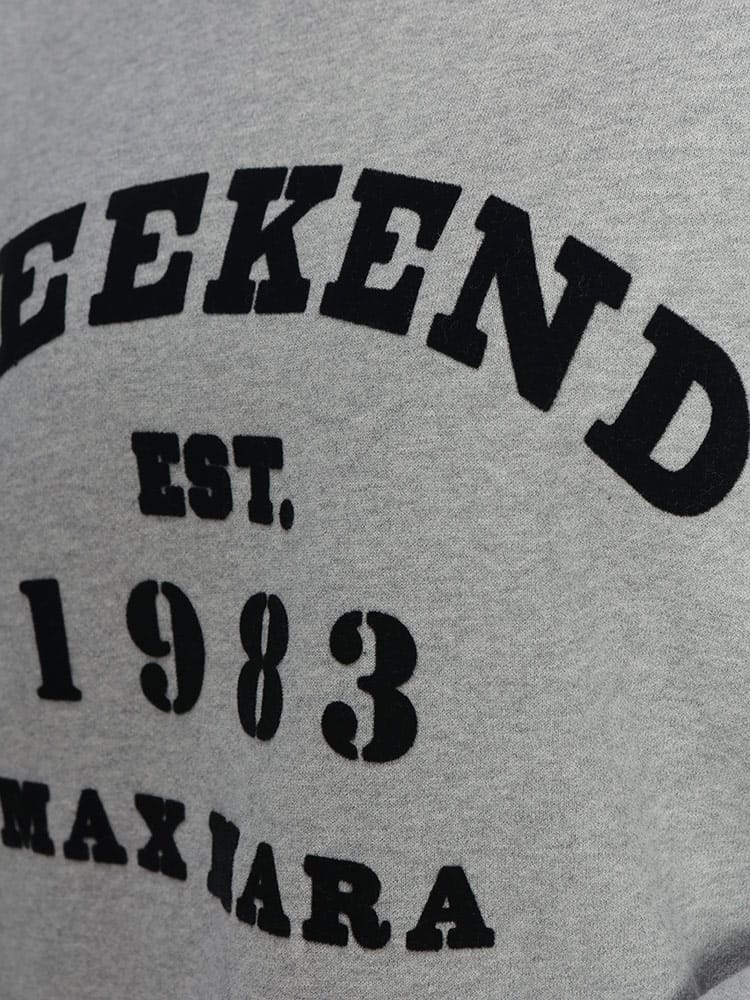 EEKEND
EST.
1983
MAX MARA